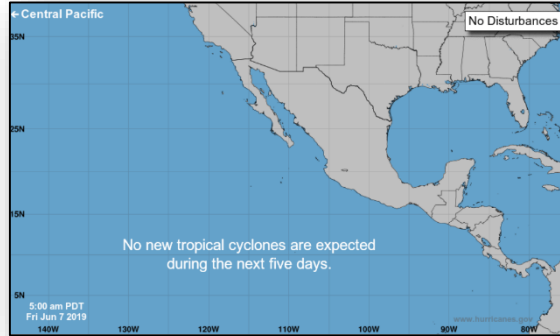 ← Central Pacific
No Disturbances
35N
25N
15N
No new tropical cyclones are expected
during the next five days.
5N
5:00 am PDT
Fri Jun 7 2019
www.hurricane.gov
140W 130W 120W 110W 100W 90W 80W